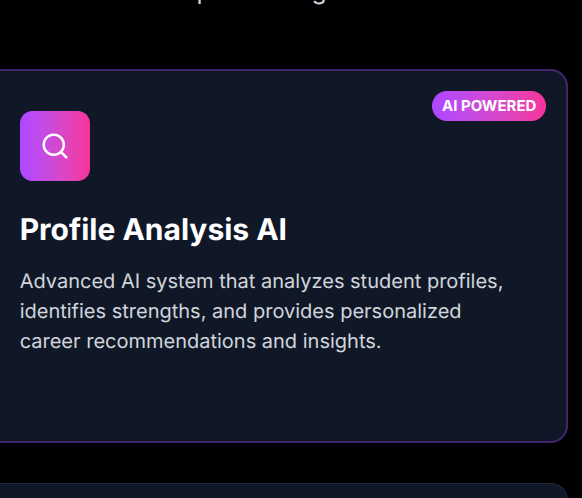 AI POWERED
Profile Analysis AI
Advanced AI system that analyzes student profiles,
identifies strengths, and provides personalized
career recommendations and insights.